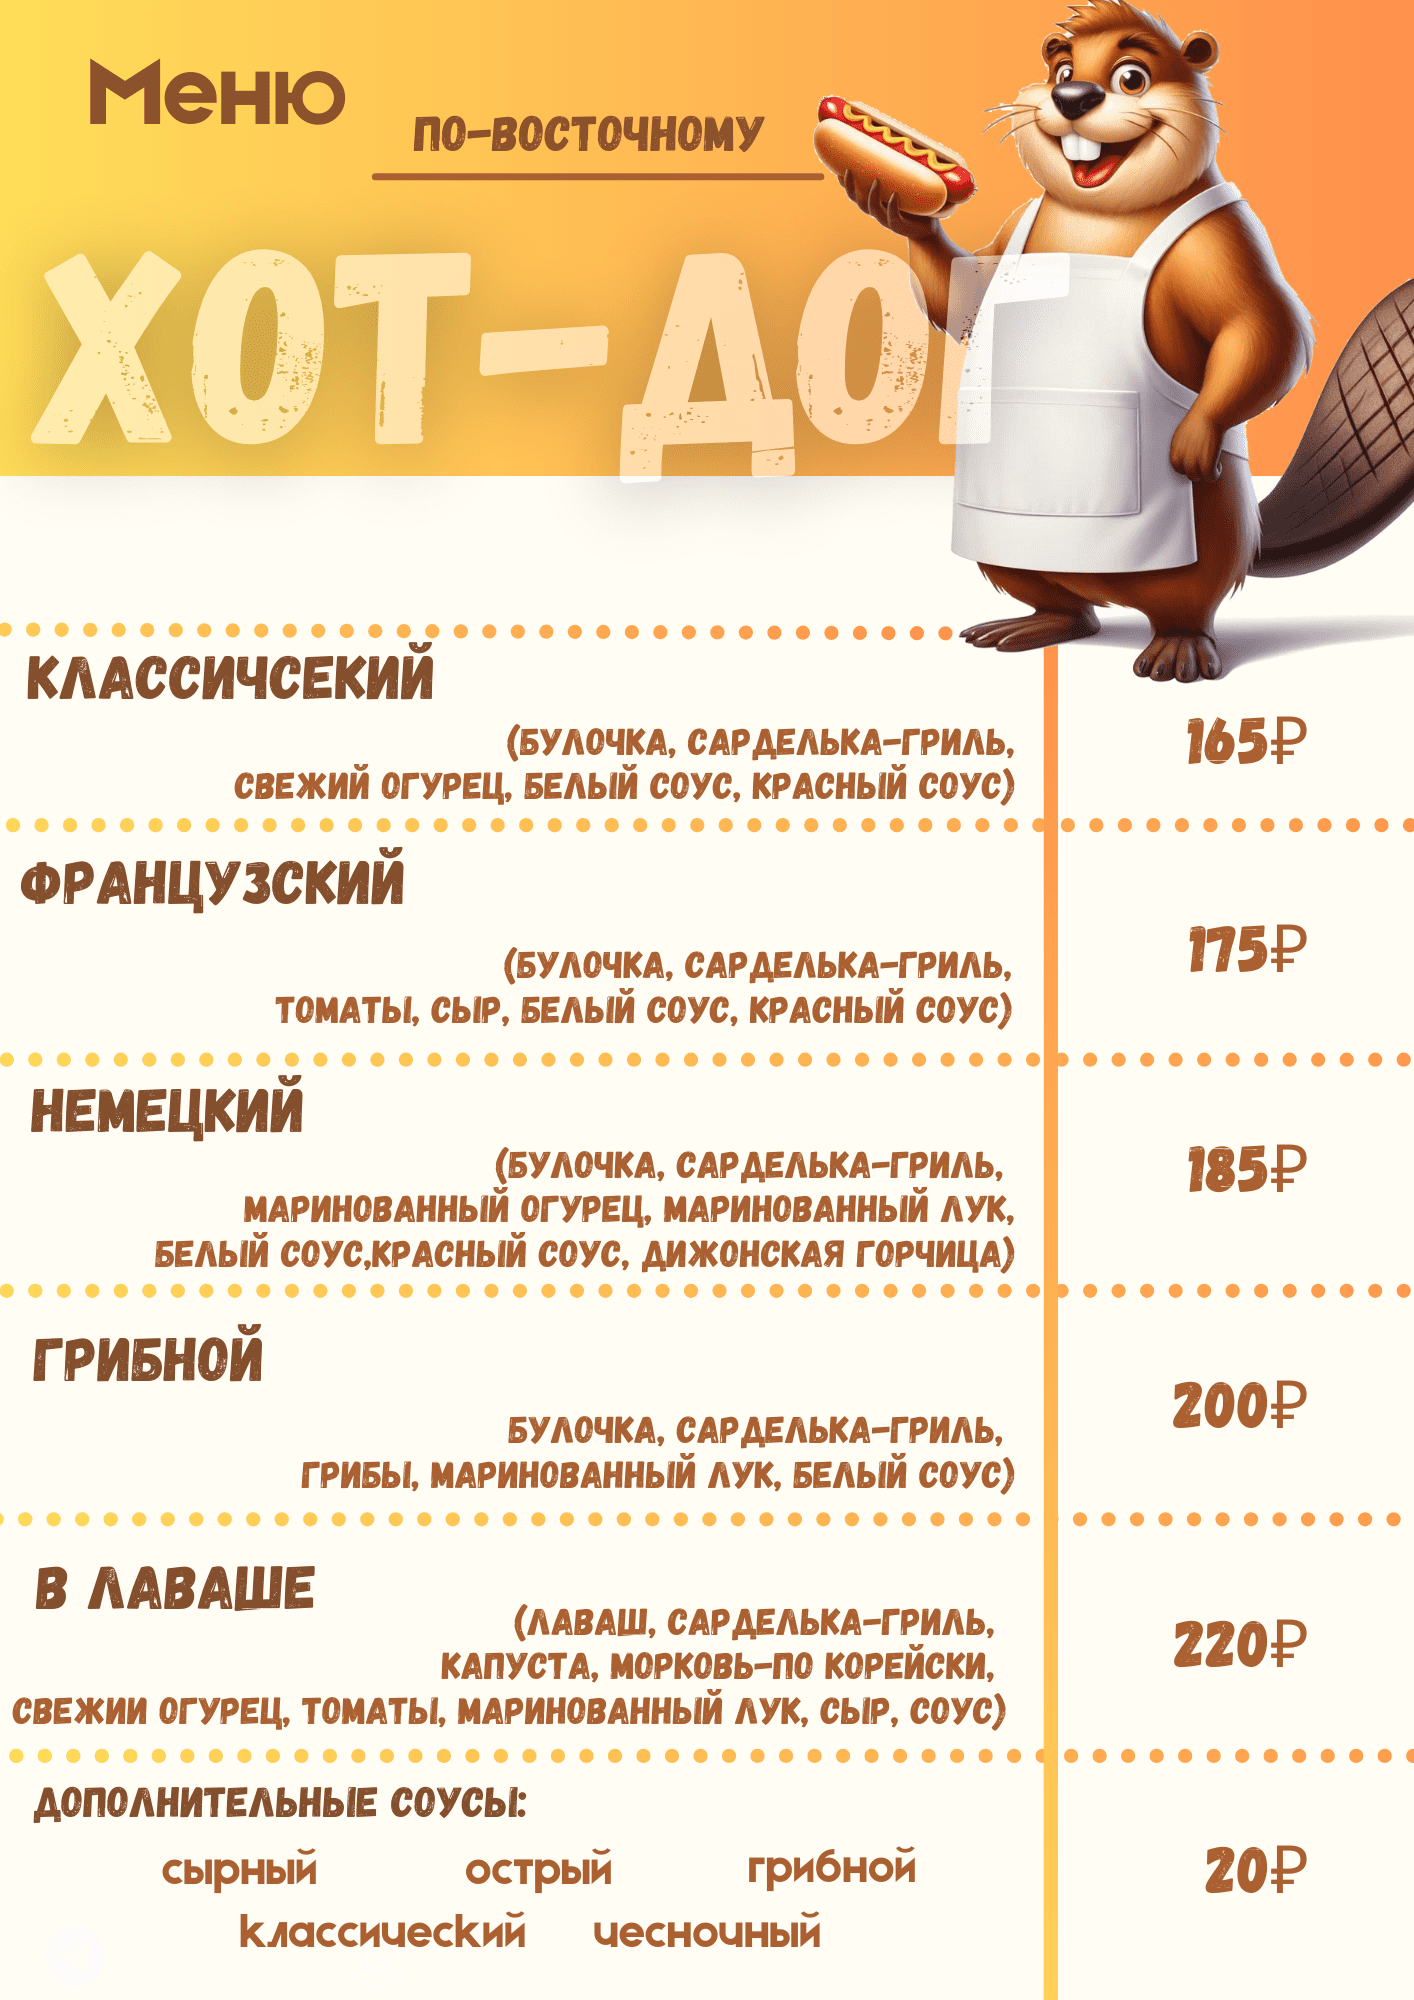 Меню
ПО-ВОСТОЧНОМУ
ХОТ-ДОГ
КЛАССИЧСЕКИЙ
(БУЛОЧКА, САРДЕЛЬКА-ГРИЛЬ,
СВЕЖИЙ ОГУРЕЦ, БЕЛЫЙ СОУС, КРАСНЫЙ СОУС)
165₽
ФРАНЦУЗСКИЙ
(БУЛОЧКА, САРДЕЛЬКА-ГРИЛЬ,
ТОМАТЫ, СЫР, БЕЛЫЙ СОУС, КРАСНЫЙ СОУС)
175₽
НЕМЕЦКИЙ
(БУЛОЧКА, САРДЕЛЬКА-ГРИЛЬ,
МАРИНОВАННЫЙ ОГУРЕЦ, МАРИНОВАННЫЙ ЛУК,
БЕЛЫЙ СОУС,КРАСНЫЙ СОУС, ДИЖОНСКАЯ ГОРЧИЦА)
185₽
ГРИБНОЙ
БУЛОЧКА, САРДЕЛЬКА-ГРИЛЬ,
ГРИБЫ, МАРИНОВАННЫЙ ЛУК, БЕЛЫЙ СОУС)
200₽
В ЛАВАШЕ
(ЛАВАШ, САРДЕЛЬКА-ГРИЛЬ,
КАПУСТА, МОРКОВЬ-ПО КОРЕЙСКИ,
СВЕЖИИ ОГУРЕЦ, ТОМАТЫ, МАРИНОВАННЫЙ ЛУК, СЫР, СОУС)
220₽
ДОПОЛНИТЕЛЬНЫЕ СОУСЫ:
сырный острый грибной
классический чесночный
20₽